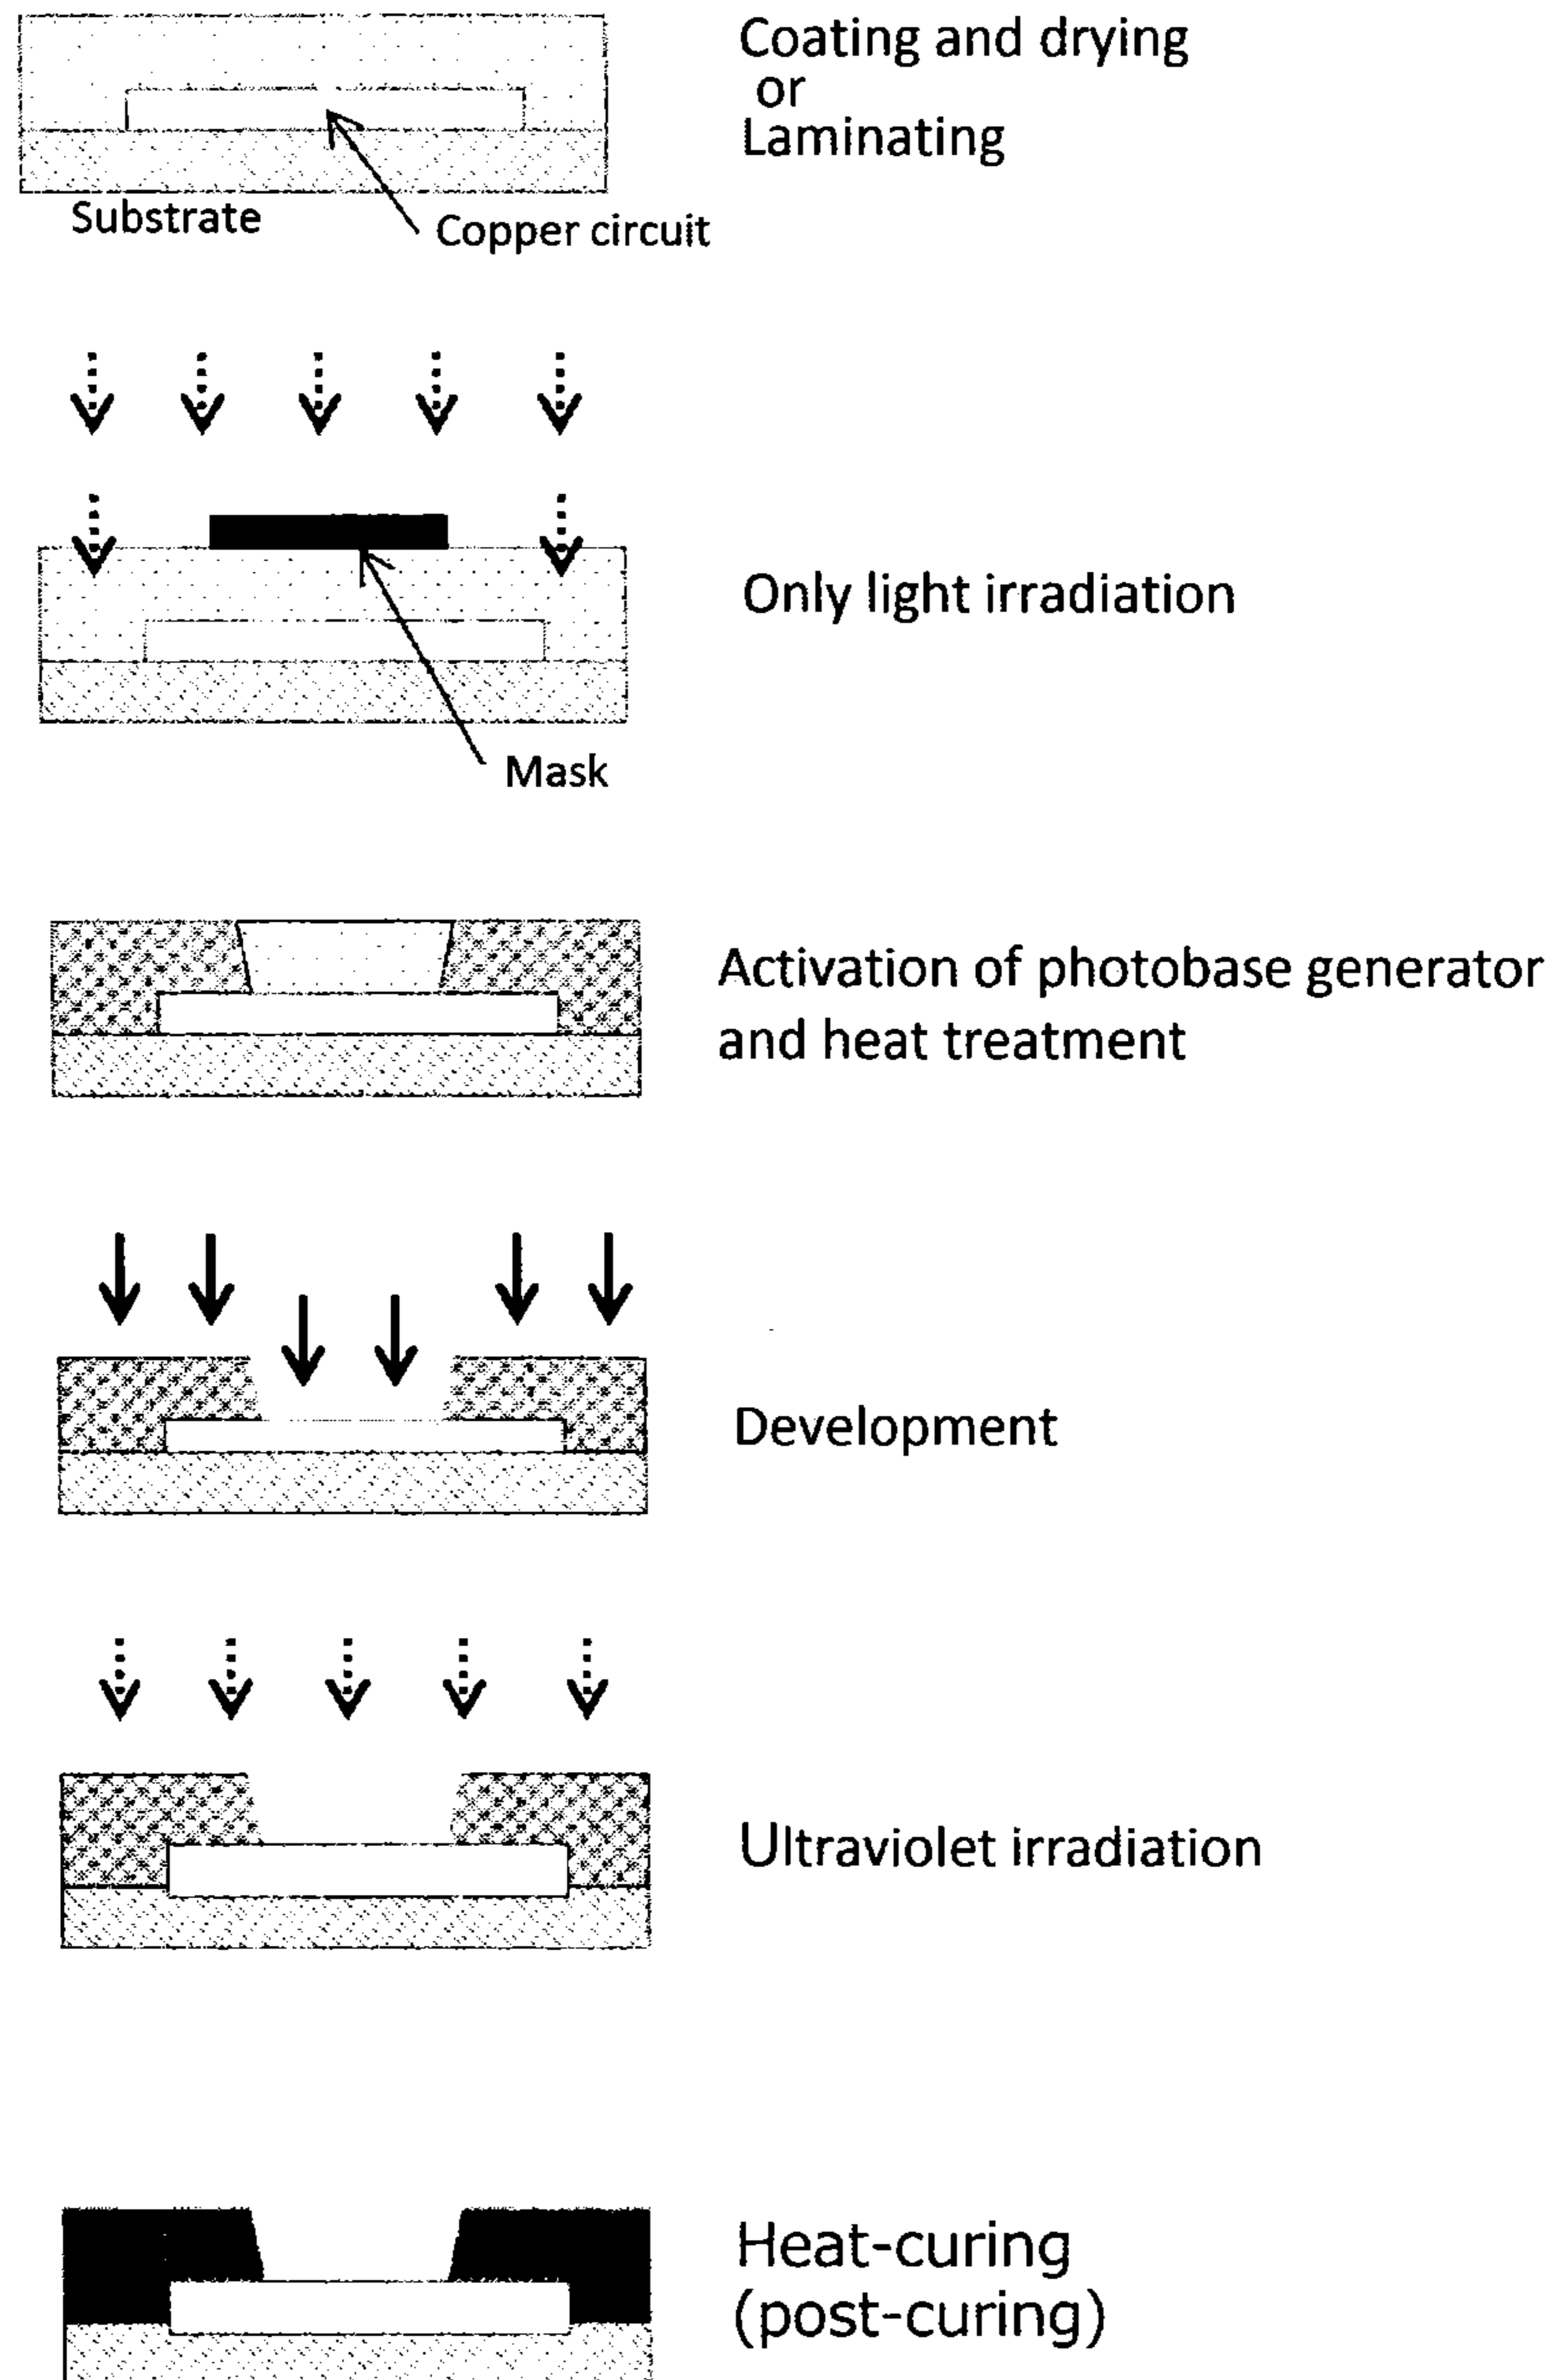 Coating and drying
or
Laminating
Substrate
Copper circuit
Only light irradiation
Mask
Activation of photobase generator
and heat treatment
Development
Ultraviolet irradiation
Heat-curing
(post-curing)